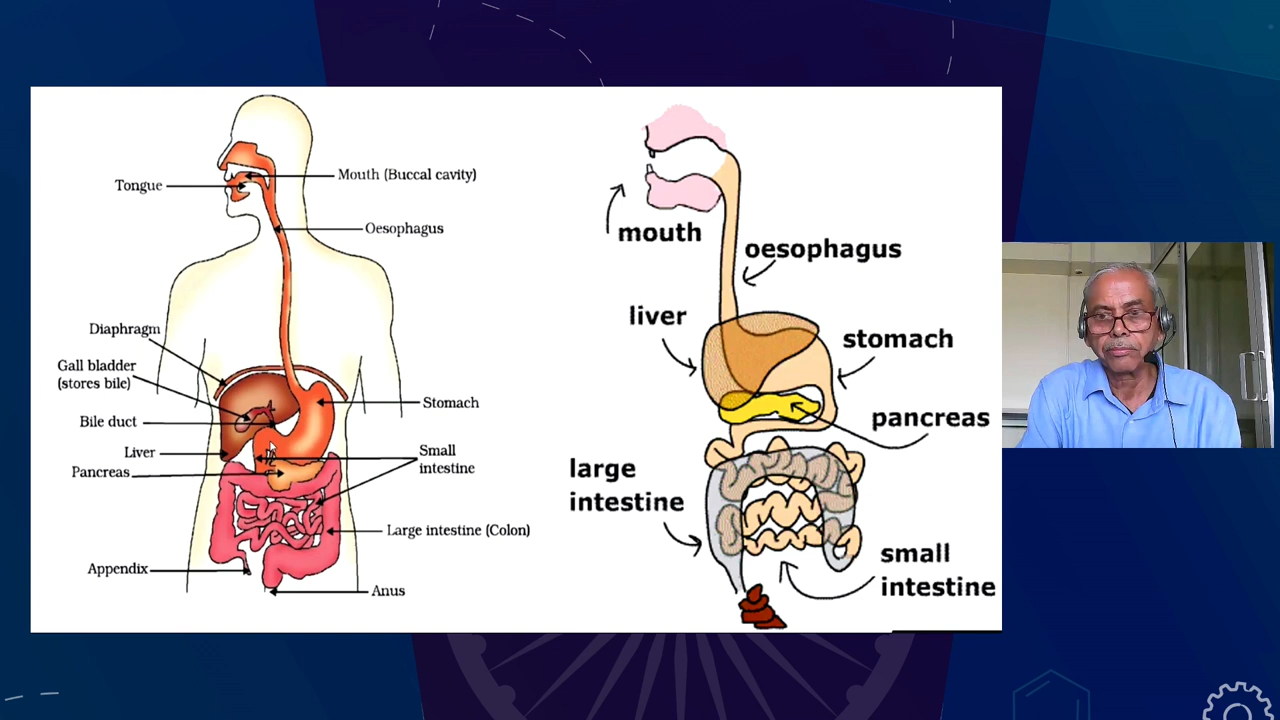 Tongue
Mouth (Buccal cavity)
Oesophagus
Diaphragm
Gall bladder
(stores bile)
Bile duct
Stomach
Liver
Small
intestine
Pancreas
Large intestine (Colon)
Appendix
Anus
mouth
oesophagus
liver
stomach
pancreas
large
intestine
small
intestine